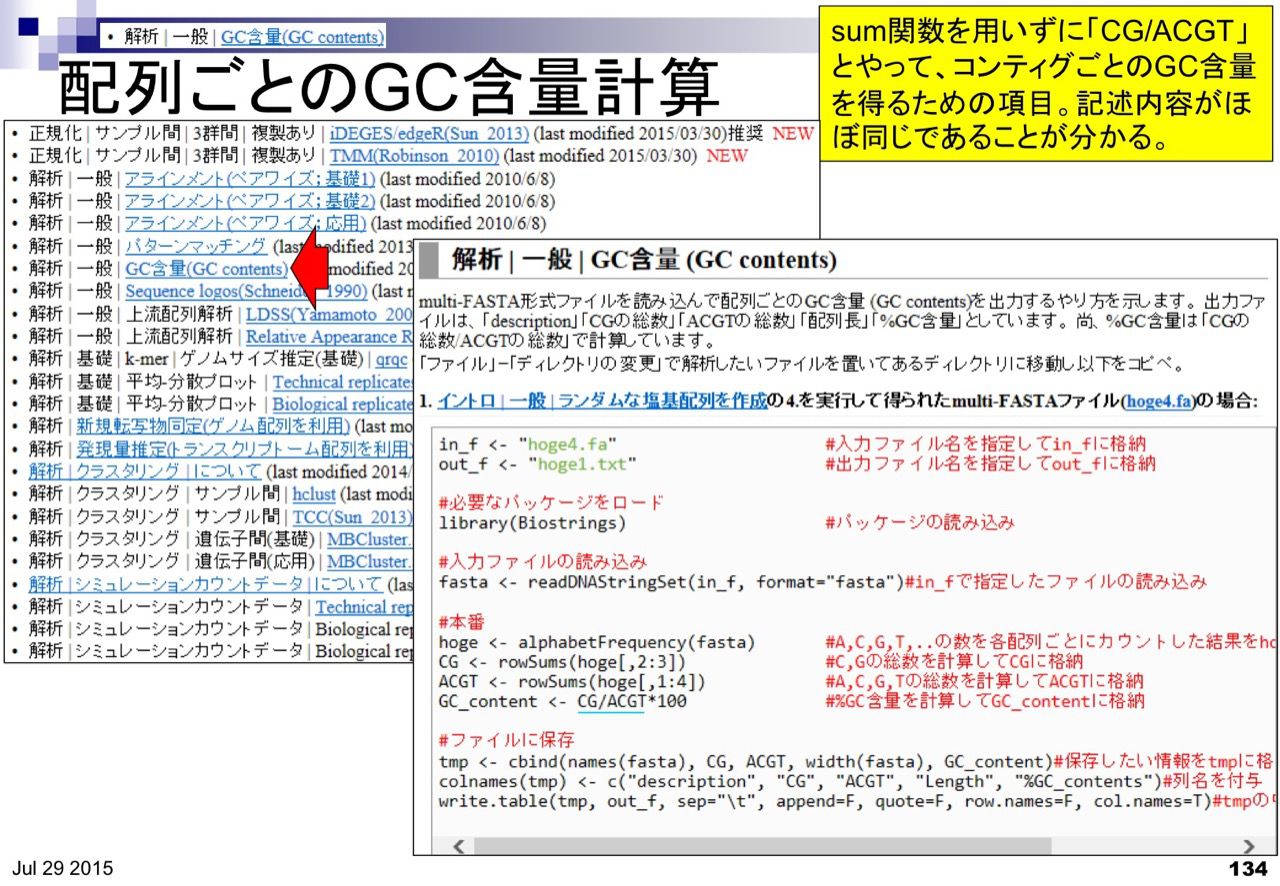 • 解析 | 一般 | GC含量(GC contents)
配列ごとのGC含量計算
sum関数を用いずに「CG/ACGT」
とやって、コンティグごとのGC含量
を得るための項目。記述内容がほ
ぼ同じであることが分かる。
• 正規化 | サンプル間 | 3群間 | 複製あり | iDEGES/edgeR(Sun_2013) (last modified 2015/03/30)推奨 NEW
• 正規化 | サンプル間 | 3群間 | 複製あり | TMM(Robinson_2010) (last modified 2015/03/30) NEW
• 解析 | 一般 | アラインメント(ペアワイズ; 基礎1) (last modified 2010/6/8)
• 解析 | 一般 | アラインメント(ペアワイズ; 基礎2) (last modified 2010/6/8)
• 解析 | 一般 | アラインメント(ペアワイズ; 応用) (last modified 2010/6/8)
• 解析 | 一般 | パターンマッチング (last modified 2013
• 解析 | 一般 | GC含量(GC contents) modified 20
• 解析 | 一般 | Sequence logos(Schneider_1990) (last
• 解析 | 一般 | 上流配列解析 | LDSS(Yamamoto_200
• 解析 | 一般 | 上流配列解析 | Relative Appearance R
• 解析 | 基礎 | k-mer | ゲノムサイズ推定(基礎) | qrqc
• 解析 | 基礎 | 平均-分散プロット | Technical replicates
• 解析 | 基礎 | 平均-分散プロット | Biological replicate
• 解析 | 新規転写物同定(ゲノム配列を利用) (last mo
• 解析 | 発現量推定(トランスクリプトーム配列を利用)
• 解析 | クラスタリング | について (last modified 2014/
• 解析 | クラスタリング | サンプル間 | hclust (last modi
• 解析 | クラスタリング | サンプル間 | TCC(Sun_2013)
• 解析 | クラスタリング | 遺伝子間(基礎) | MBCluster.
• 解析 | クラスタリング | 遺伝子間(応用) | MBCluster.
• 解析 | シミュレーションカウントデータ | について (las
• 解析 | シミュレーションカウントデータ | Technical rep
• 解析 | シミュレーションカウントデータ | Biological rep
• 解析 | シミュレーションカウントデータ | Biological rep
解析 | 一般 | GC含量 (GC contents)
multi-FASTA形式ファイルを読み込んで配列ごとのGC含量 (GC contents)を出力するやり方を示します。出力ファ
イルは、「description」「CGの総数」「ACGTの総数」「配列長」「%GC含量」としています。尚、%GC含量は「CGの
総数/ACGTの総数」で計算しています。
「ファイル」−「ディレクトリの変更」で解析したいファイルを置いてあるディレクトリに移動し以下をコピペ。
1. イントロ | 一般 | ランダムな塩基配列を作成の4.を実行して得られたmulti-FASTAファイル(hoge4.fa)の場合:
in_f <- "hoge4.fa" #入力ファイル名を指定してin_fに格納
out_f <- "hoge1.txt" #出力ファイル名を指定してout_fに格納
#必要なパッケージをロード
library(Biostrings) #パッケージの読み込み
#入力ファイルの読み込み
fasta <- readDNAStringSet(in_f, format="fasta")#in_fで指定したファイルの読み込み
#本番
hoge <- alphabetFrequency(fasta) #A,C,G,T,..の数を各配列ごとにカウントした結果をho
CG <- rowSums(hoge[,2:3]) #C,Gの総数を計算してCGに格納
ACGT <- rowSums(hoge[,1:4]) #A,C,G,Tの総数を計算してACGTに格納
GC_content <- CG/ACGT*100 #%GC含量を計算してGC_contentに格納
#ファイルに保存
tmp <- cbind(names(fasta), CG, ACGT, width(fasta), GC_content)#保存したい情報をtmpに格
colnames(tmp) <- c("description", "CG", "ACGT", "Length", "%GC_contents")#列名を付与
write.table(tmp, out_f, sep="\t", append=F, quote=F, row.names=F, col.names=T)#tmpの
Jul 29 2015
134